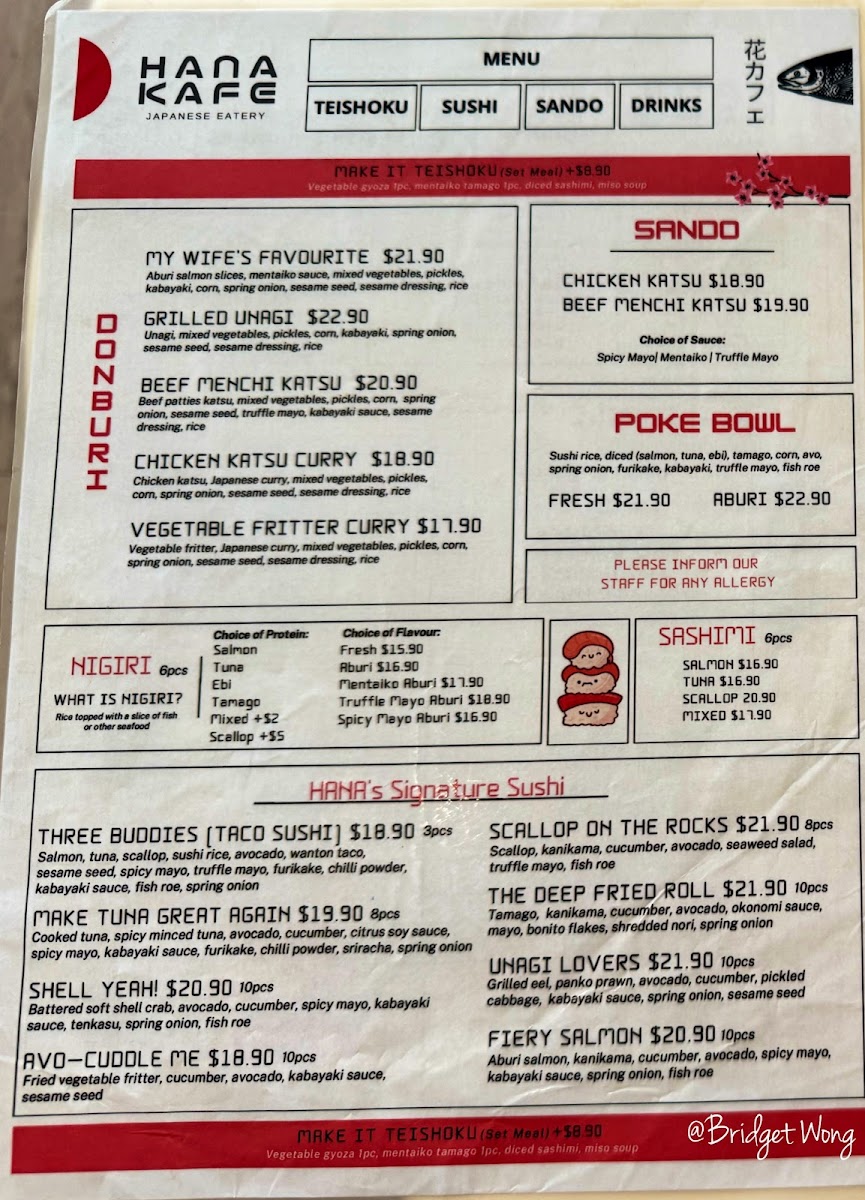 HANA
KAFE
JAPANESE EATERY
MENU
TEISHOKU
SUSHI
SANDO
DRINKS
花カフェ
MAKE IT TEISHOKU (Set Meal) +$8.90
Vegetable gyoza 1pc, mentaiko tamago 1pc, diced sashimi, miso soup
DONBURI
MY WIFE'S FAVOURITE $21.90
Aburi salmon slices, mentaiko sauce, mixed vegetables, pickles,
kabayaki, corn, spring onion, sesame seed, sesame dressing, rice
GRILLED UNAGI $22.90
Unagi, mixed vegetables, pickles, corn, kabayaki, spring onion,
sesame seed, sesame dressing, rice
BEEF MENCHI KATSU $20.90
Beef patties katsu, mixed vegetables, pickles, corn, spring
onion, sesame seed, truffle mayo, kabayaki sauce, sesame
dressing, rice
CHICKEN KATSU CURRY $18.90
Chicken katsu, Japanese curry, mixed vegetables, pickles,
corn, spring onion, sesame seed, sesame dressing, rice
VEGETABLE FRITTER CURRY $17.90
Vegetable fritter, Japanese curry, mixed vegetables, pickles, corn,
spring onion, sesame seed, sesame dressing, rice
SANDO
CHICKEN KATSU $18.90
BEEF MENCHI KATSU $19.90
Choice of Sauce:
Spicy Mayo| Mentaiko | Truffle Mayo
POKE BOWL
Sushi rice, diced (salmon, tuna, ebi), tamago, corn, avo,
spring onion, furikake, kabayaki, truffle mayo, fish roe
FRESH $21.90 ABURI $22.90
PLEASE INFORM OUR
STAFF FOR ANY ALLERGY
NIGIRI 6pcs
WHAT IS NIGIRI?
Rice topped with a slice of fish
or other seafood
Choice of Protein:
Salmon
Tuna
Ebi
Tamago
Mixed +$2
Scallop +$5
Choice of Flavour:
Fresh $15.90
Aburi $16.90
Mentaiko Aburi $17.90
Truffle Mayo Aburi $18.90
Spicy Mayo Aburi $16.90
SASHIMI 6pcs
SALMON $16.90
TUNA $16.90
SCALLOP 20.90
MIXED $17.90
HANA's Signature Sushi
THREE BUDDIES [TACO SUSHI] $18.90 3pcs
Salmon, tuna, scallop, sushi rice, avocado, wanton taco,
sesame seed, spicy mayo, truffle mayo, furikake, chilli powder,
kabayaki sauce, fish roe, spring onion
MAKE TUNA GREAT AGAIN $19.90 8pcs
Cooked tuna, spicy minced tuna, avocado, cucumber, citrus soy sauce,
spicy mayo, kabayaki sauce, furikake, chilli powder, sriracha, spring onion
SHELL YEAH! $20.90 10pcs
Battered soft shell crab, avocado, cucumber, spicy mayo, kabayaki
sauce, tenkasu, spring onion, fish roe
AVO-CUDDLE ME $18.90 10pcs
Fried vegetable fritter, cucumber, avocado, kabayaki sauce,
sesame seed
SCALLOP ON THE ROCKS $21.90 8pcs
Scallop, kanikama, cucumber, avocado, seaweed salad,
truffle mayo, fish roe
THE DEEP FRIED ROLL $21.90 10pcs
Tamago, kanikama, cucumber, avocado, okonomi sauce,
mayo, bonito flakes, shredded nori, spring onion
UNAGI LOVERS $21.90 10pcs
Grilled eel, panko prawn, avocado, cucumber, pickled
cabbage, kabayaki sauce, spring onion, sesame seed
FIERY SALMON $20.90 10pcs
Aburi salmon, kanikama, cucumber, avocado, spicy mayo,
kabayaki sauce, spring onion, fish roe
MAKE IT TEISHOKU (Set Meal) +$8.90
Vegetable gyoza 1pc, mentaiko tamago 1pc, diced sashimi, miso soup
@Bridget Wong